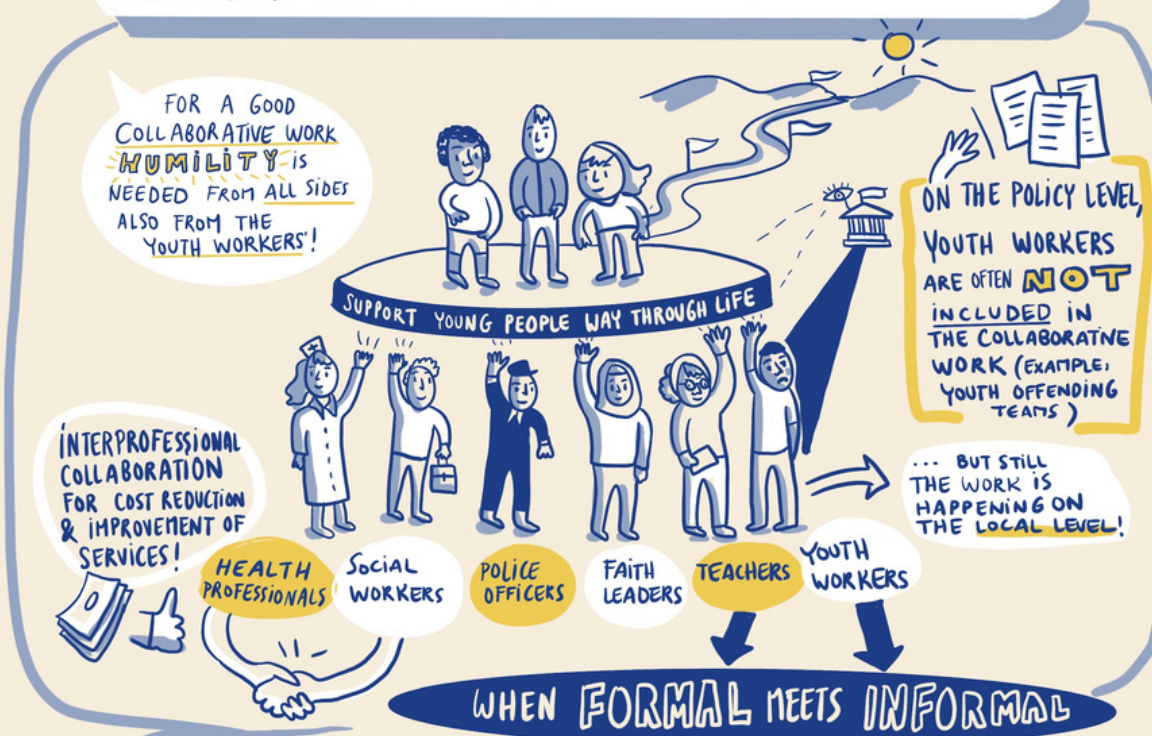 FOR A GOOD
COLLABORATIVE WORK
HUMILITY IS
NEEDED FROM ALL SIDES
ALSO FROM THE
YOUTH WORKERS'!
SUPPORT YOUNG PEOPLE WAY THROUGH LIFE
ON THE POLICY LEVEL,
YOUTH WORKERS
ARE OFTEN NOT
INCLUDED IN
THE COLLABORATIVE
WORK (EXAMPLE,
YOUTH OFFENDING
TEAMS)
INTERPROFESSIONAL
COLLABORATION
FOR COST REDUCTION
& IMPROVEMENT OF
SERVICES!
... BUT STILL
THE WORK IS
HAPPENING ON
THE LOCAL LEVEL!
HEALTH
PROFESSIONALS
SOCIAL
WORKERS
POLICE
OFFICERS
FAITH
LEADERS
TEACHERS
YOUTH
WORKERS
WHEN FORMAL MEETS INFORMAL